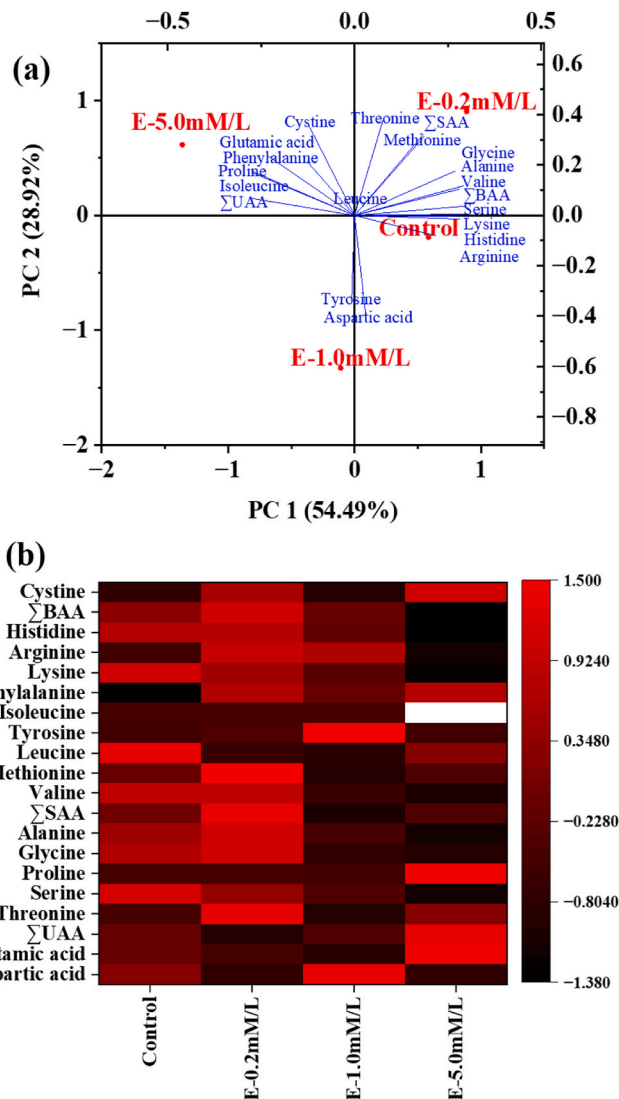 −0.5 0.0 0.5
(a)
E-0.2mM/L
E-5.0mM/L
Cystine
Threonine
∑SAA
Methionine
Glutamic acid
Phenylalanine
Proline
Isoleucine
∑UAA
Leucine
Glycine
Alanine
Valine
∑BAA
Serine
Lysine
Histidine
Arginine
Control
Tyrosine
Aspartic acid
E-1.0mM/L
1
0
−1
−2
PC 2 (28.92%)
0.6
0.4
0.2
0.0
−0.2
−0.4
−0.6
−0.8
−2 −1 0 1
PC 1 (54.49%)
(b)
Cystine
∑BAA
Histidine
Arginine
Lysine
nylalanine
Isoleucine
Tyrosine
Leucine
Methionine
Valine
∑SAA
Alanine
Glycine
Proline
Serine
Threonine
∑UAA
tamic acid
partic acid
1.500
0.9240
0.3480
−0.2280
−0.8040
−1.380
Control
E-0.2mM/L
E-1.0mM/L
E-5.0mM/L